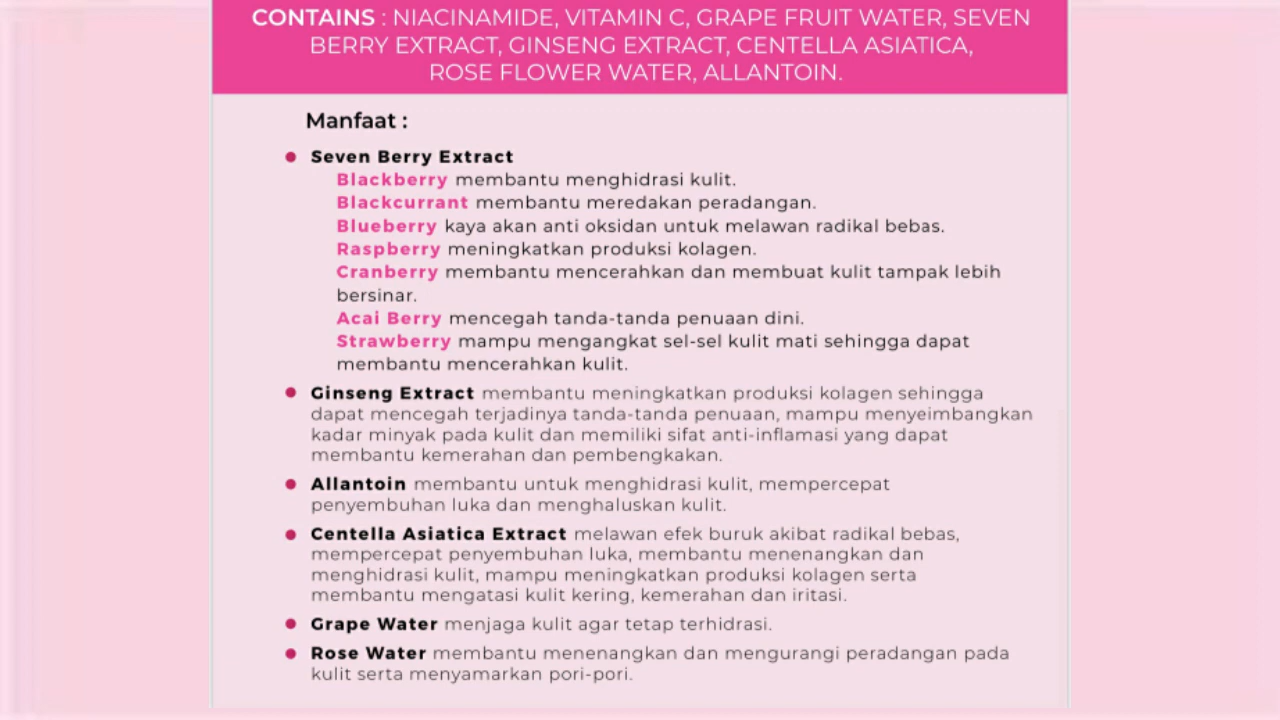 CONTAINS : NIACINAMIDE, VITAMIN C, GRAPE FRUIT WATER, SEVEN
BERRY EXTRACT, GINSENG EXTRACT, CENTELLA ASIATICA,
ROSE FLOWER WATER, ALLANTOIN.
Manfaat :
• Seven Berry Extract
Blackberry membantu menghidrasi kulit.
Blackcurrant membantu meredakan peradangan.
Blueberry kaya akan anti oksidan untuk melawan radikal bebas.
Raspberry meningkatkan produksi kolagen.
Cranberry membantu mencerahkan dan membuat kulit tampak lebih
bersinar.
Acai Berry mencegah tanda-tanda penuaan dini.
Strawberry mampu mengangkat sel-sel kulit mati sehingga dapat
membantu mencerahkan kulit.
• Ginseng Extract membantu meningkatkan produksi kolagen sehingga
dapat mencegah terjadinya tanda-tanda penuaan, mampu menyeimbangkan
kadar minyak pada kulit dan memiliki sifat anti-inflamasi yang dapat
membantu kemerahan dan pembengkakan.
• Allantoin membantu untuk menghidrasi kulit, mempercepat
penyembuhan luka dan menghaluskan kulit.
• Centella Asiatica Extract melawan efek buruk akibat radikal bebas,
mempercepat penyembuhan luka, membantu menenangkan dan
menghidrasi kulit, mampu meningkatkan produksi kolagen serta
membantu mengatasi kulit kering, kemerahan dan iritasi.
• Grape Water menjaga kulit agar tetap terhidrasi.
• Rose Water membantu menenangkan dan mengurangi peradangan pada
kulit serta menyamarkan pori-pori.